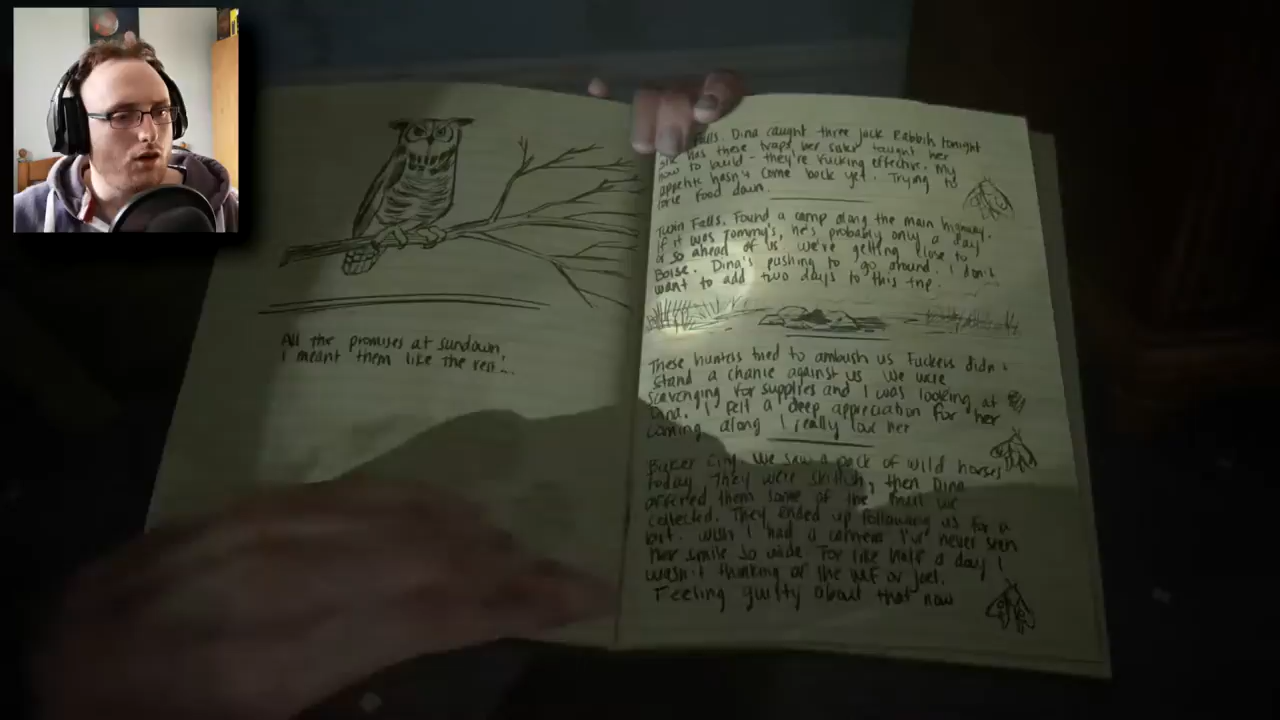 All the promises at sundown,
I meant them like the rest...
Falls. Dina caught three jack rabbits tonight
She has these traps her sister taught her
how to build - they're fucking effective. My
appetite hasn't come back yet. Trying to
force food down.
Twin Falls. Found a camp along the main highway.
If it was Tommy's, he's probably only a day
or so ahead of us. We're getting close to
Boise. Dina's pushing to go around. I don't
want to add two days to this trip.
These hunters tried to ambush us Fuckers didn't
stand a chance against us. We were
scavenging for supplies and I was looking at
Dina. I felt a deep appreciation for her
coming along I really love her
Baker City. We saw a pack of wild horses
today They were skittish, then Dina
offered them some of the we
collected. They ended up following us for a
bit. Wish I had a camera I've never seen
her smile so wide For like half a day I
wasn't thinking of the WLF or Joel.
Feeling guilty about that now